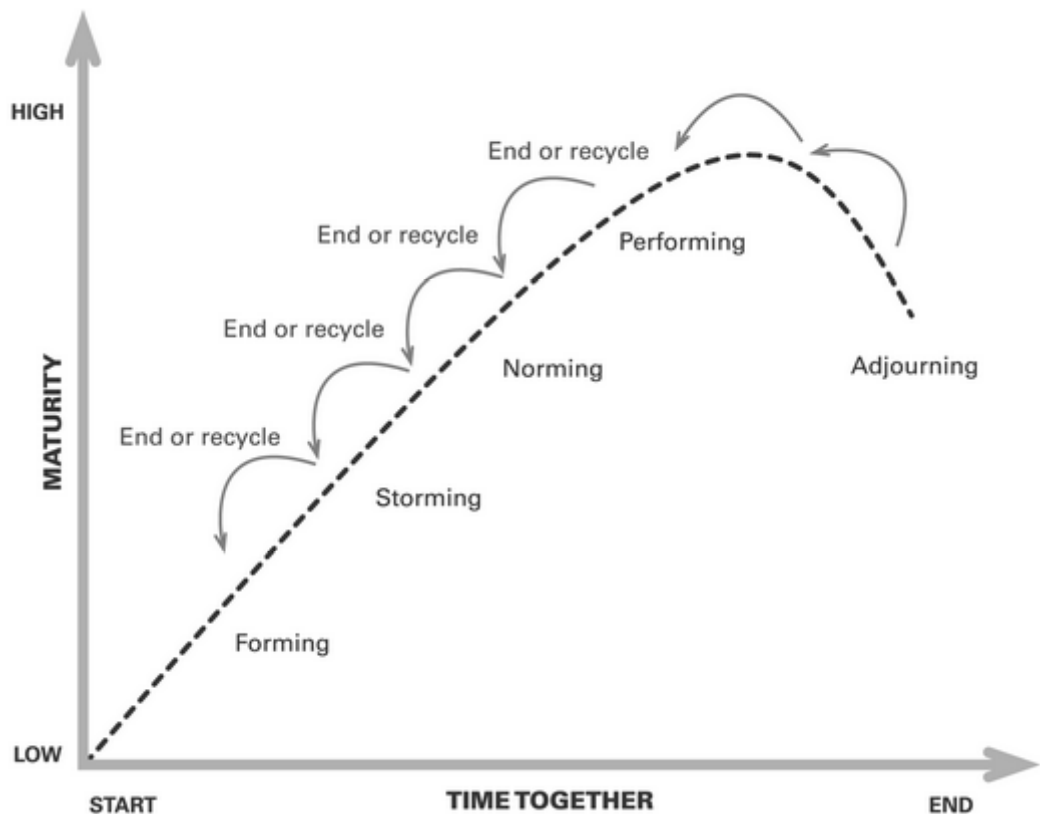 HIGH
End or recycle
End or recycle
Performing
End or recycle
Norming
Adjourning
MATURITY
End or recycle
Storming
Forming
LOW
START
TIME TOGETHER
END